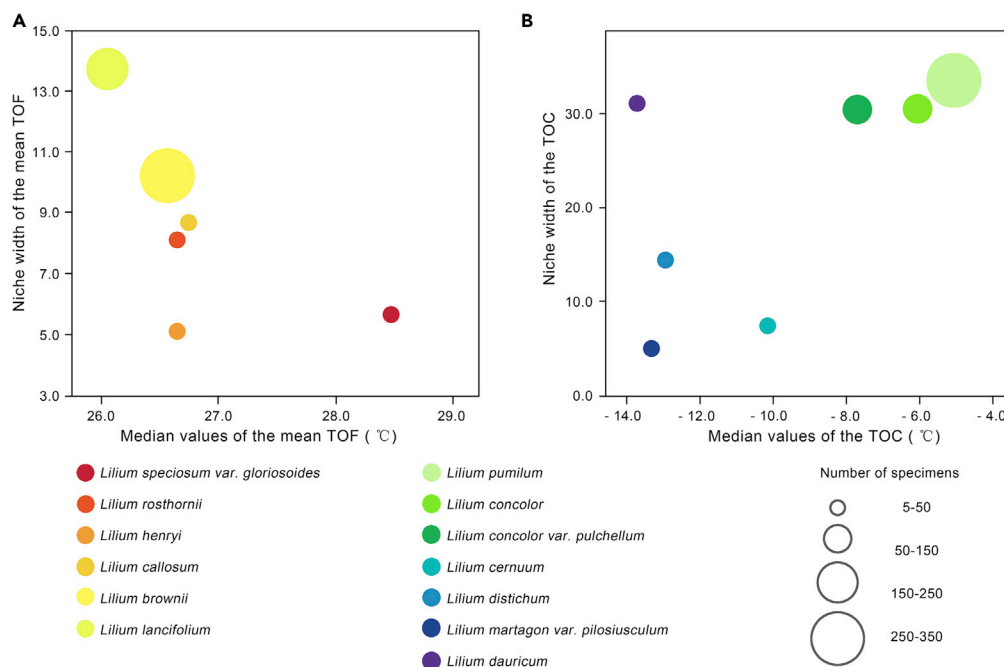 A
B
15.0
13.0
11.0
9.0
7.0
5.0
3.0
Niche width of the mean TOF
26.0 27.0 28.0 29.0
Median values of the mean TOF ( ℃)
30.0
20.0
10.0
0.0
Niche width of the TOC
- 14.0 - 12.0 - 10.0 - 8.0 - 6.0 - 4.0
Median values of the TOC ( ℃)
Lilium speciosum var. gloriosoides
Lilium rosthornii
Lilium henryi
Lilium callosum
Lilium brownii
Lilium lancifolium
Lilium pumilum
Lilium concolor
Lilium concolor var. pulchellum
Lilium cernuum
Lilium distichum
Lilium martagon var. pilosiusculum
Lilium dauricum
Number of specimens
5-50
50-150
150-250
250-350